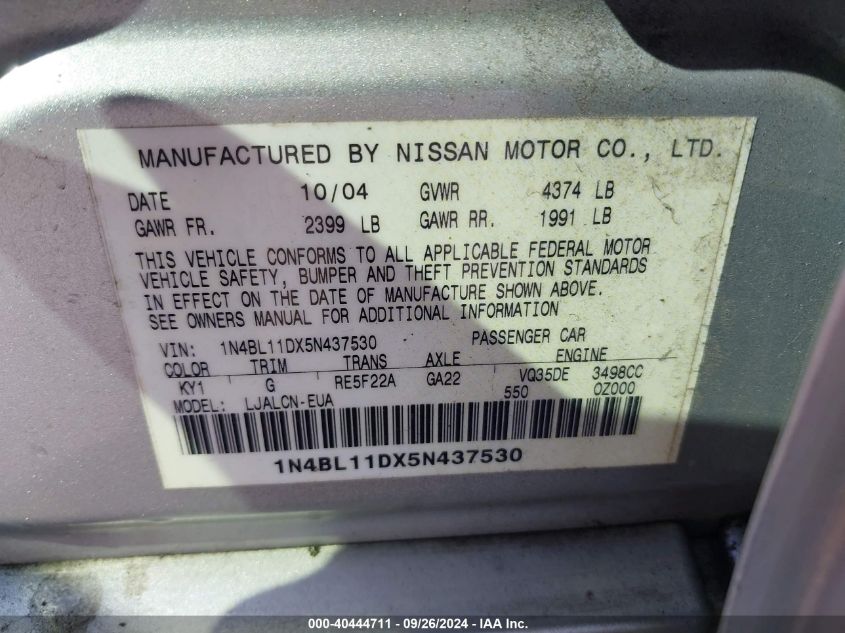 MANUFACTURED BY NISSAN MOTOR CO., LTD.
DATE 10/04 GVWR 4374 LB
GAWR FR. 2399 LB GAWR RR. 1991 LB
THIS VEHICLE CONFORMS TO ALL APPLICABLE FEDERAL MOTOR
VEHICLE SAFETY, BUMPER AND THEFT PREVENTION STANDARDS
IN EFFECT ON THE DATE OF MANUFACTURE SHOWN ABOVE.
SEE OWNERS MANUAL FOR ADDITIONAL INFORMATION
VIN: 1N4BL11DX5N437530 PASSENGER CAR
COLOR TRIM TRANS AXLE ENGINE
KY1 G RE5F22A GA22 VQ35DE 3498CC
MODEL: LJALCN-EUA 550 0Z000
1N4BL11DX5N437530
000-40444711 - 09/26/2024 - IAA Inc.